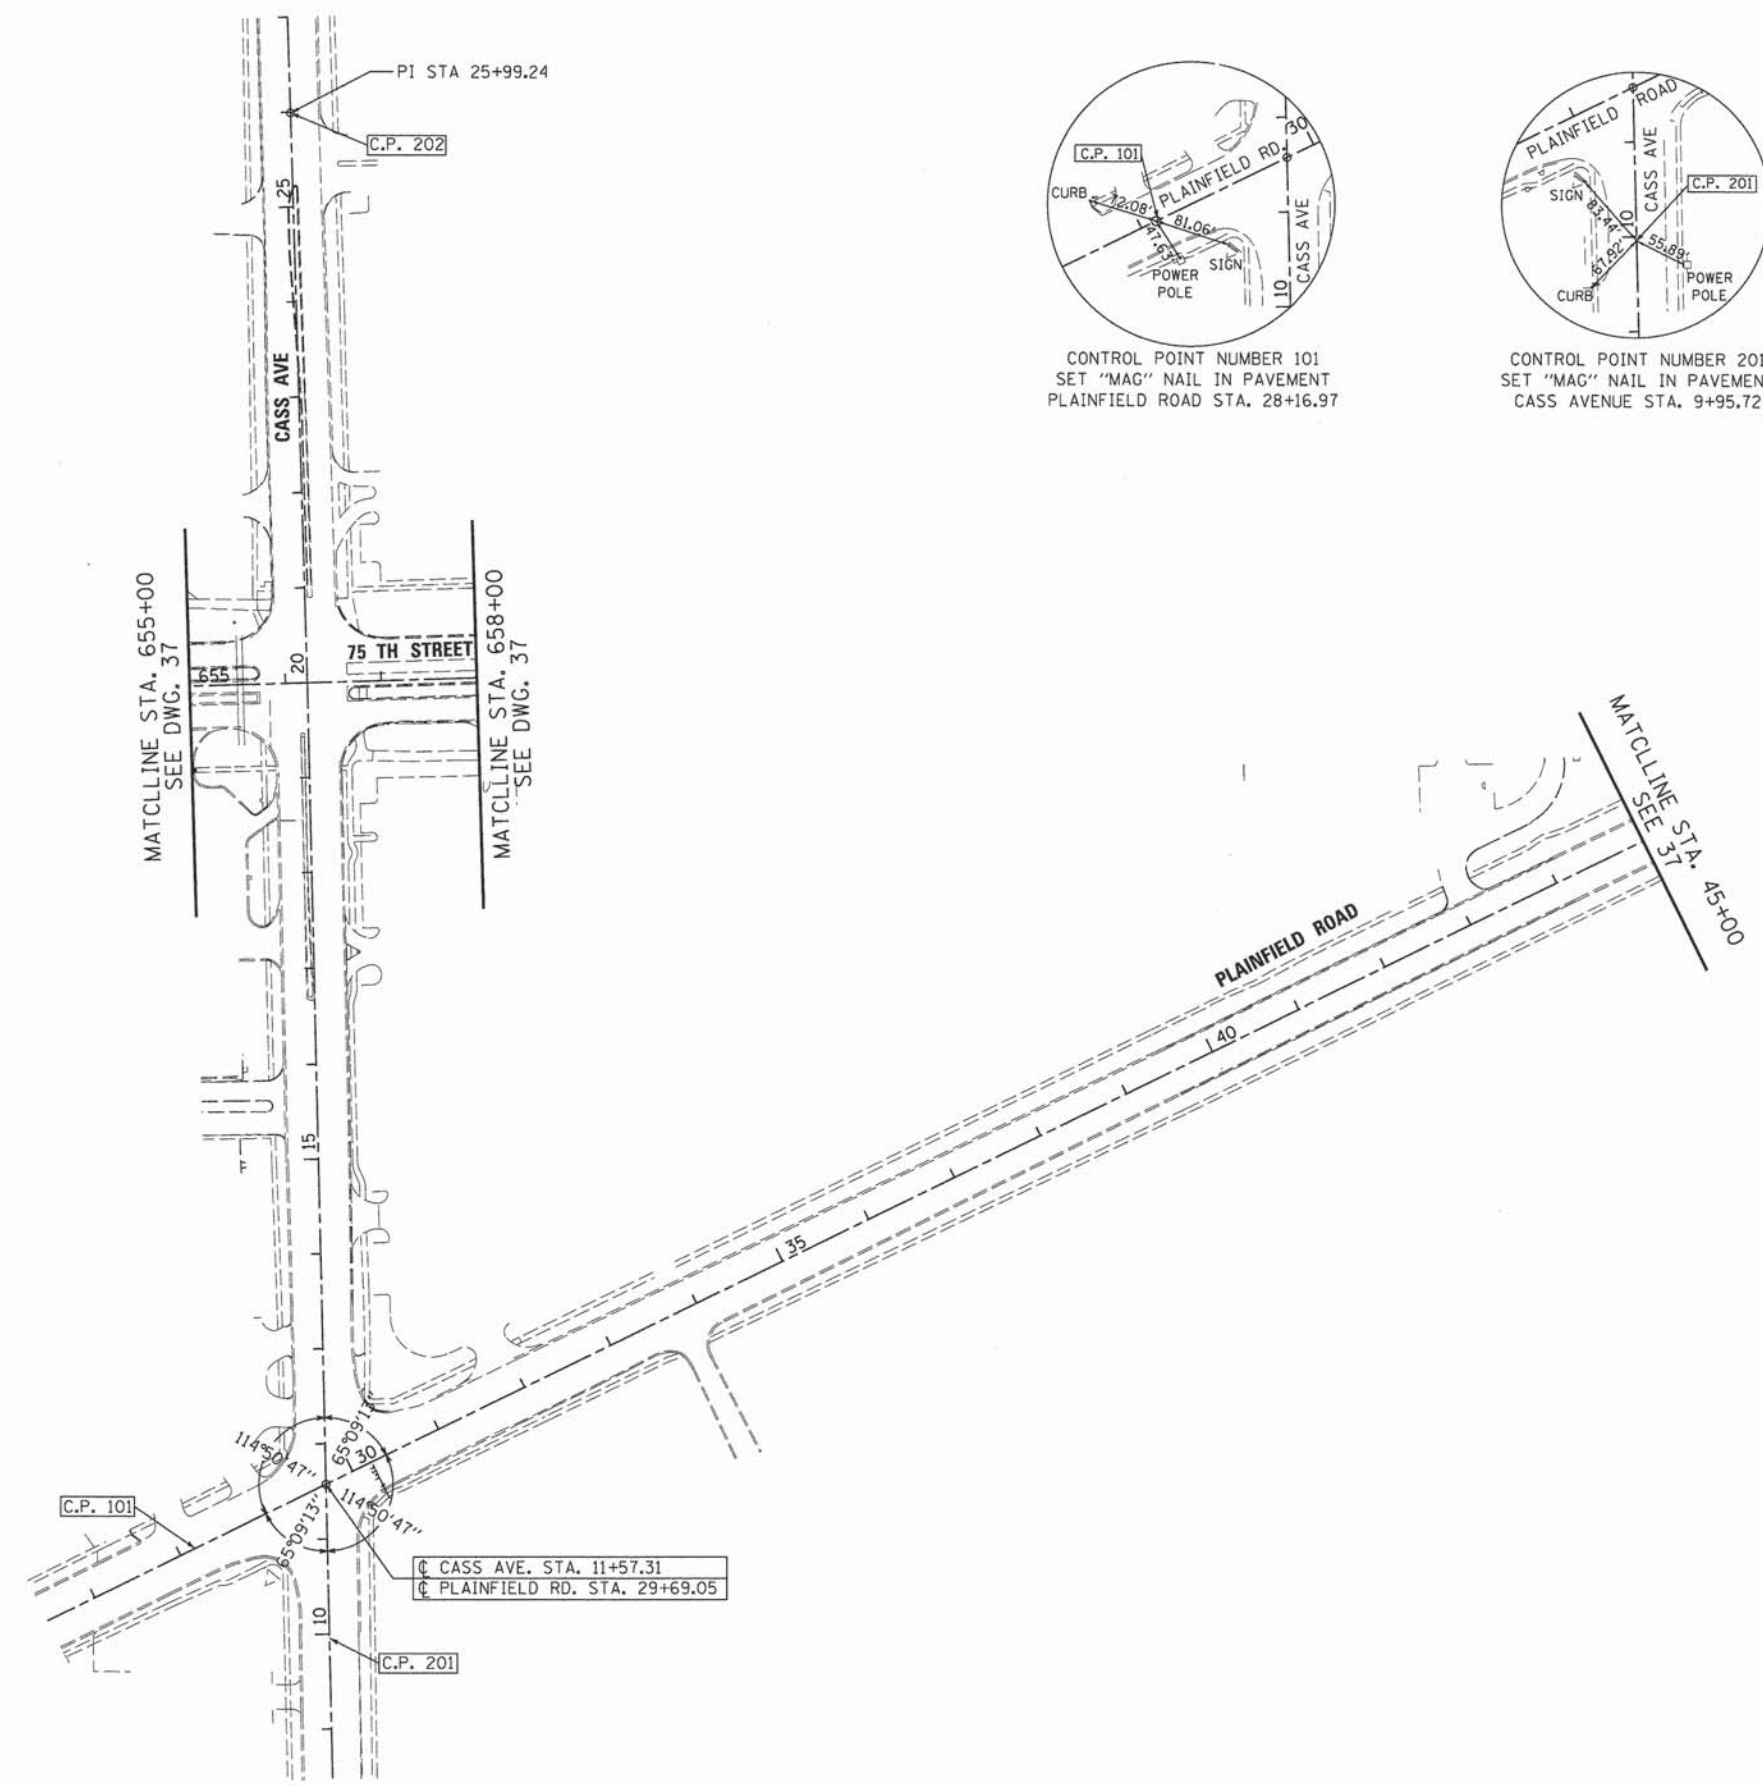 PI STA 25+99.24
C.P. 202
25
CASS AVE
MATCLLINE STA. 655+00
SEE DWG. 37
655
20
75 TH STREET
MATCLLINE STA. 658+00
SEE DWG. 37
15
114°50'47"
65°09'13"
30
114°50'47"
65°09'13"
C.P. 101
₵ CASS AVE. STA. 11+57.31
₵ PLAINFIELD RD. STA. 29+69.05
10
C.P. 201
35
40
PLAINFIELD ROAD
MATCLLINE STA. 45+00
SEE 37
C.P. 101
PLAINFIELD RD.
30
CURB
72.08'
81.06'
47.63'
SIGN
POWER
POLE
CASS AVE
10
CONTROL POINT NUMBER 101
SET "MAG" NAIL IN PAVEMENT
PLAINFIELD ROAD STA. 28+16.97
PLAINFIELD ROAD
CASS AVE
C.P. 201
SIGN
83.44'
10
55.89'
67.92'
CURB
POWER
POLE
CONTROL POINT NUMBER 201
SET "MAG" NAIL IN PAVEMEN
CASS AVENUE STA. 9+95.72